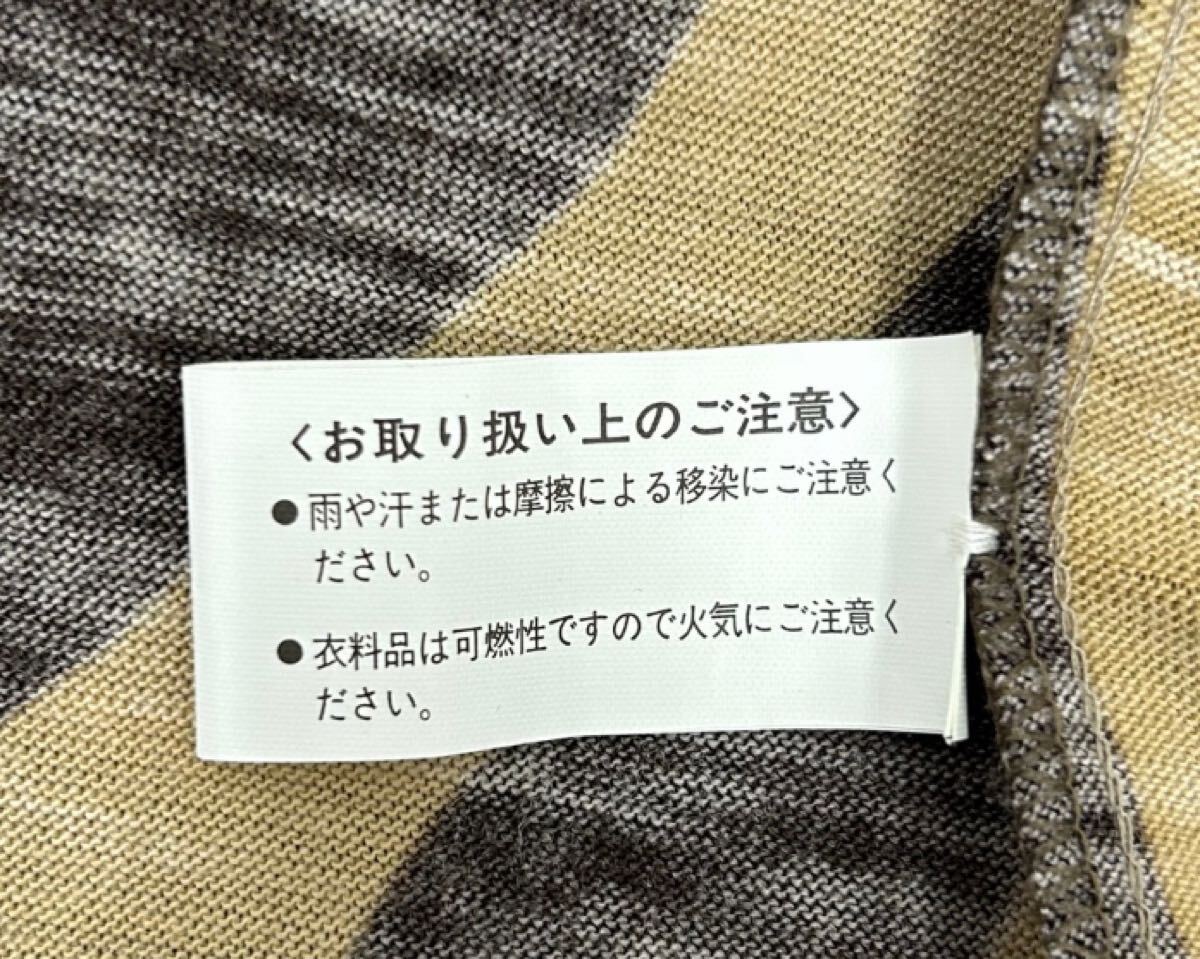 〈お取り扱い上のご注意〉
●雨や汗または摩擦による移染にご注意く
ださい。
●衣料品は可燃性ですので火気にご注意く
ださい。